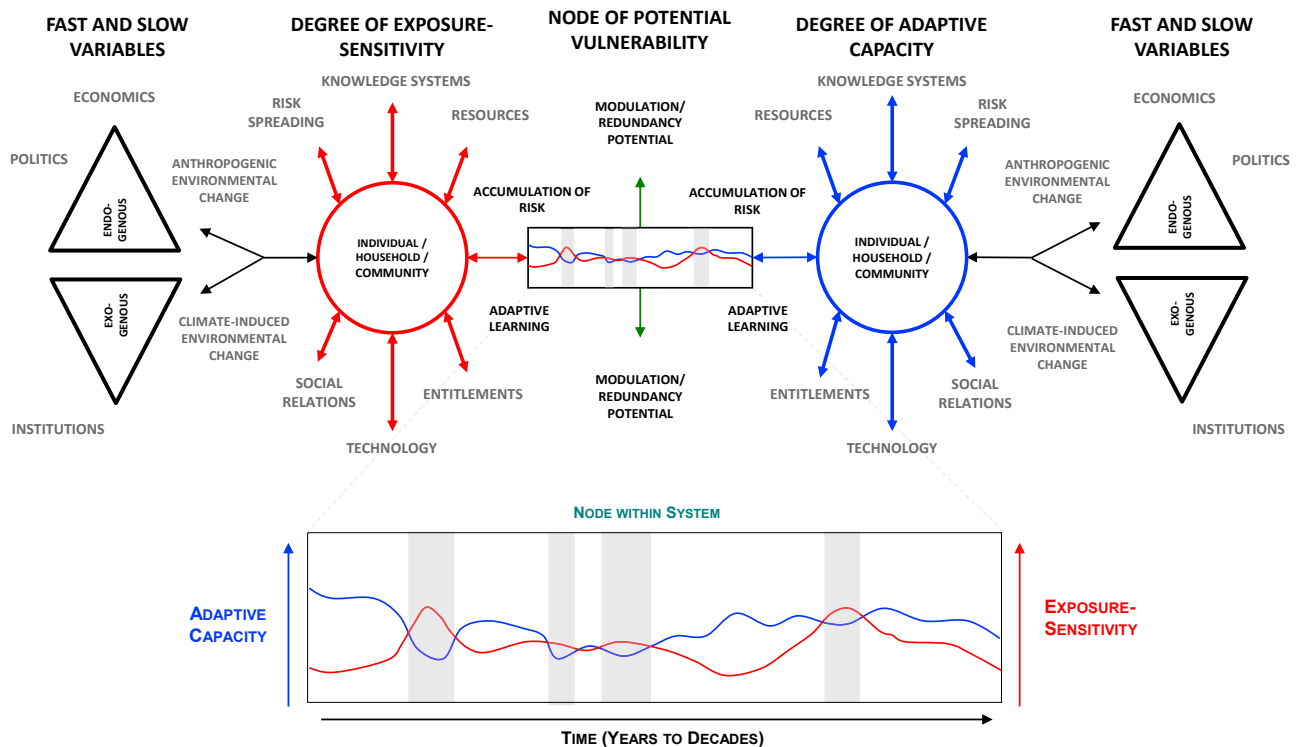 FAST AND SLOW
VARIABLES
DEGREE OF EXPOSURE-
SENSITIVITY
NODE OF POTENTIAL
VULNERABILITY
DEGREE OF ADAPTIVE
CAPACITY
FAST AND SLOW
VARIABLES
ECONOMICS
POLITICS
ENDO-
GENOUS
EXO-
GENOUS
INSTITUTIONS
ANTHROPOGENIC
ENVIRONMENTAL
CHANGE
CLIMATE-INDUCED
ENVIRONMENTAL
CHANGE
KNOWLEDGE SYSTEMS
RISK
SPREADING
RESOURCES
INDIVIDUAL /
HOUSEHOLD /
COMMUNITY
SOCIAL
RELATIONS
ENTITLEMENTS
TECHNOLOGY
MODULATION/
REDUNDANCY
POTENTIAL
ACCUMULATION OF
RISK
ACCUMULATION OF
RISK
ADAPTIVE
LEARNING
ADAPTIVE
LEARNING
MODULATION/
REDUNDANCY
POTENTIAL
KNOWLEDGE SYSTEMS
RESOURCES
RISK
SPREADING
INDIVIDUAL /
HOUSEHOLD /
COMMUNITY
ENTITLEMENTS
SOCIAL
RELATIONS
TECHNOLOGY
ANTHROPOGENIC
ENVIRONMENTAL
CHANGE
CLIMATE-INDUCED
ENVIRONMENTAL
CHANGE
ECONOMICS
POLITICS
ENDO-
GENOUS
EXO-
GENOUS
INSTITUTIONS
NODE WITHIN SYSTEM
ADAPTIVE
CAPACITY
EXPOSURE-
SENSITIVITY
TIME (YEARS TO DECADES)